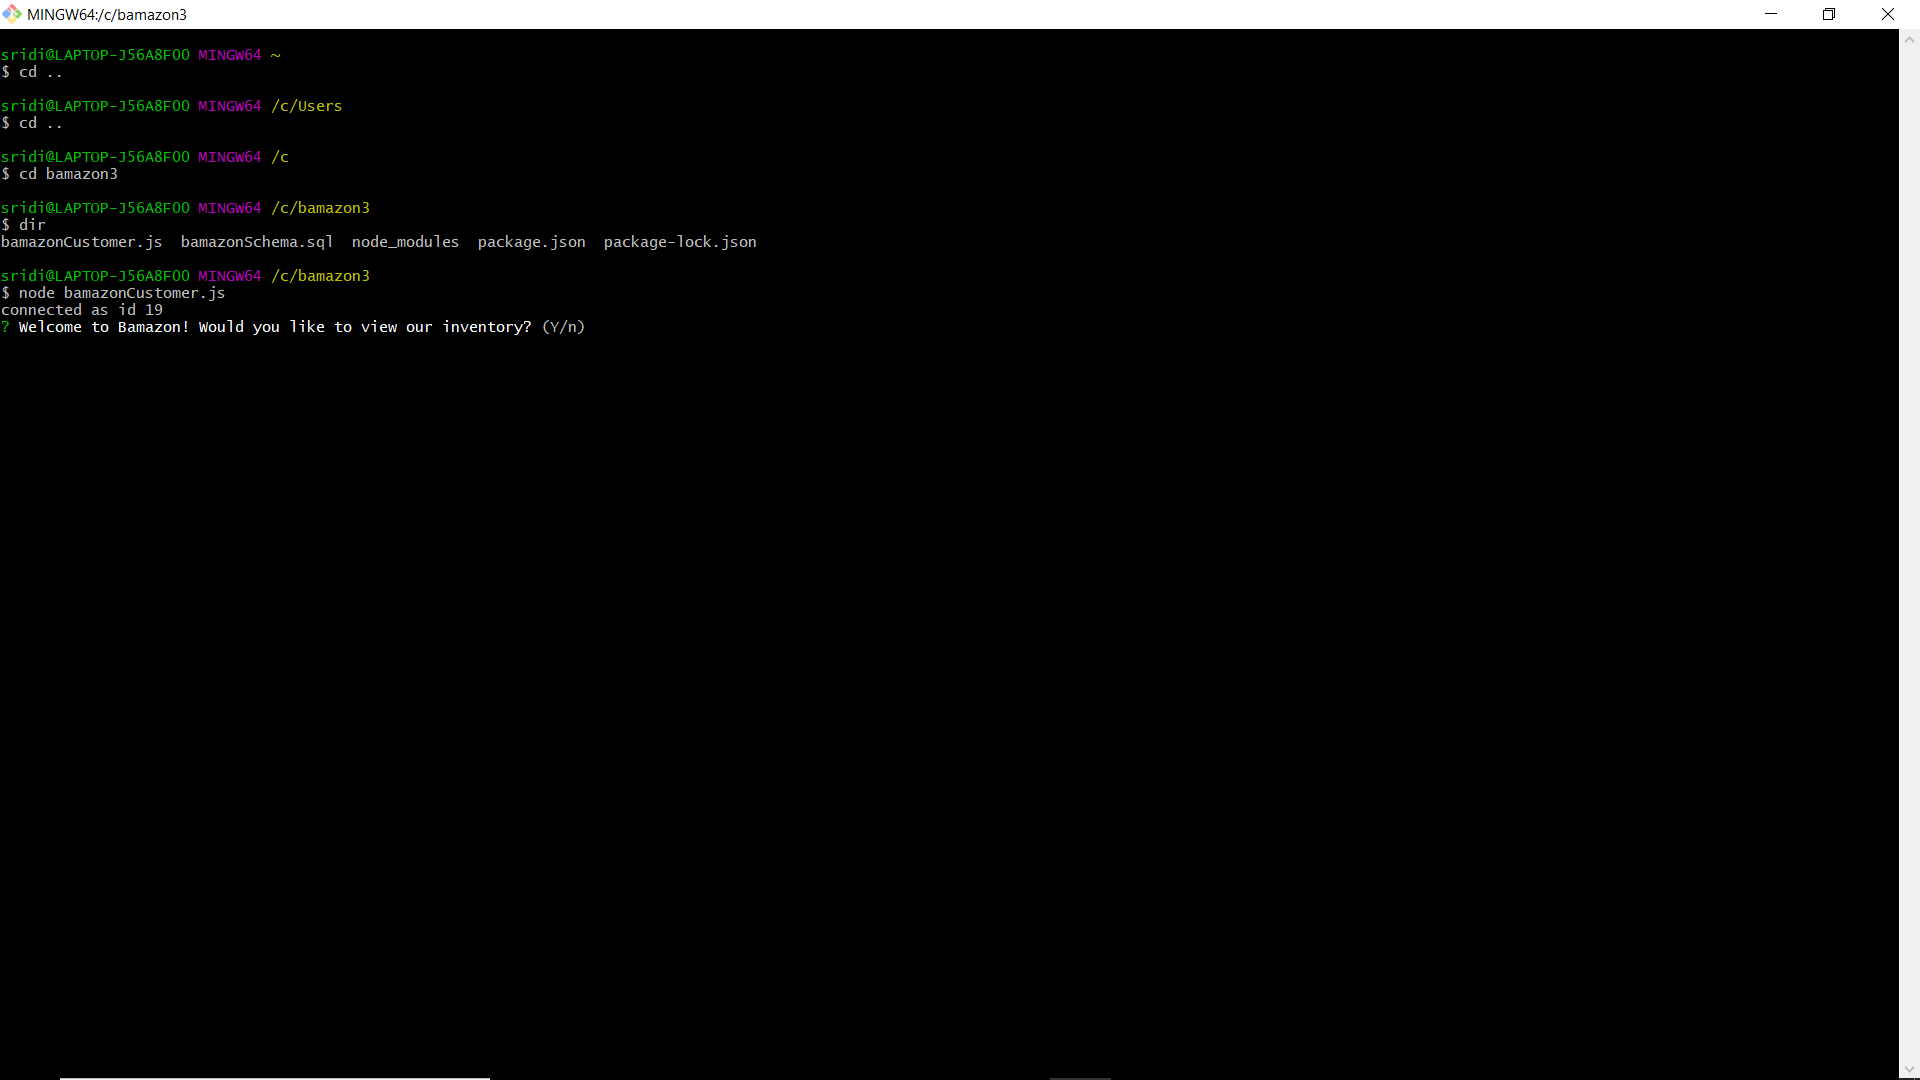 MINGW64:/c/bamazon3
sridi@LAPTOP-J56A8F00 MINGW64 ~
$ cd ..
sridi@LAPTOP-J56A8F00 MINGW64 /c/Users
$ cd ..
sridi@LAPTOP-J56A8F00 MINGW64 /c
$ cd bamazon3
sridi@LAPTOP-J56A8F00 MINGW64 /c/bamazon3
$ dir
bamazonCustomer.js  bamazonSchema.sql  node_modules  package.json  package-lock.json
sridi@LAPTOP-J56A8F00 MINGW64 /c/bamazon3
$ node bamazonCustomer.js
connected as id 19
? Welcome to Bamazon! Would you like to view our inventory? (Y/n)